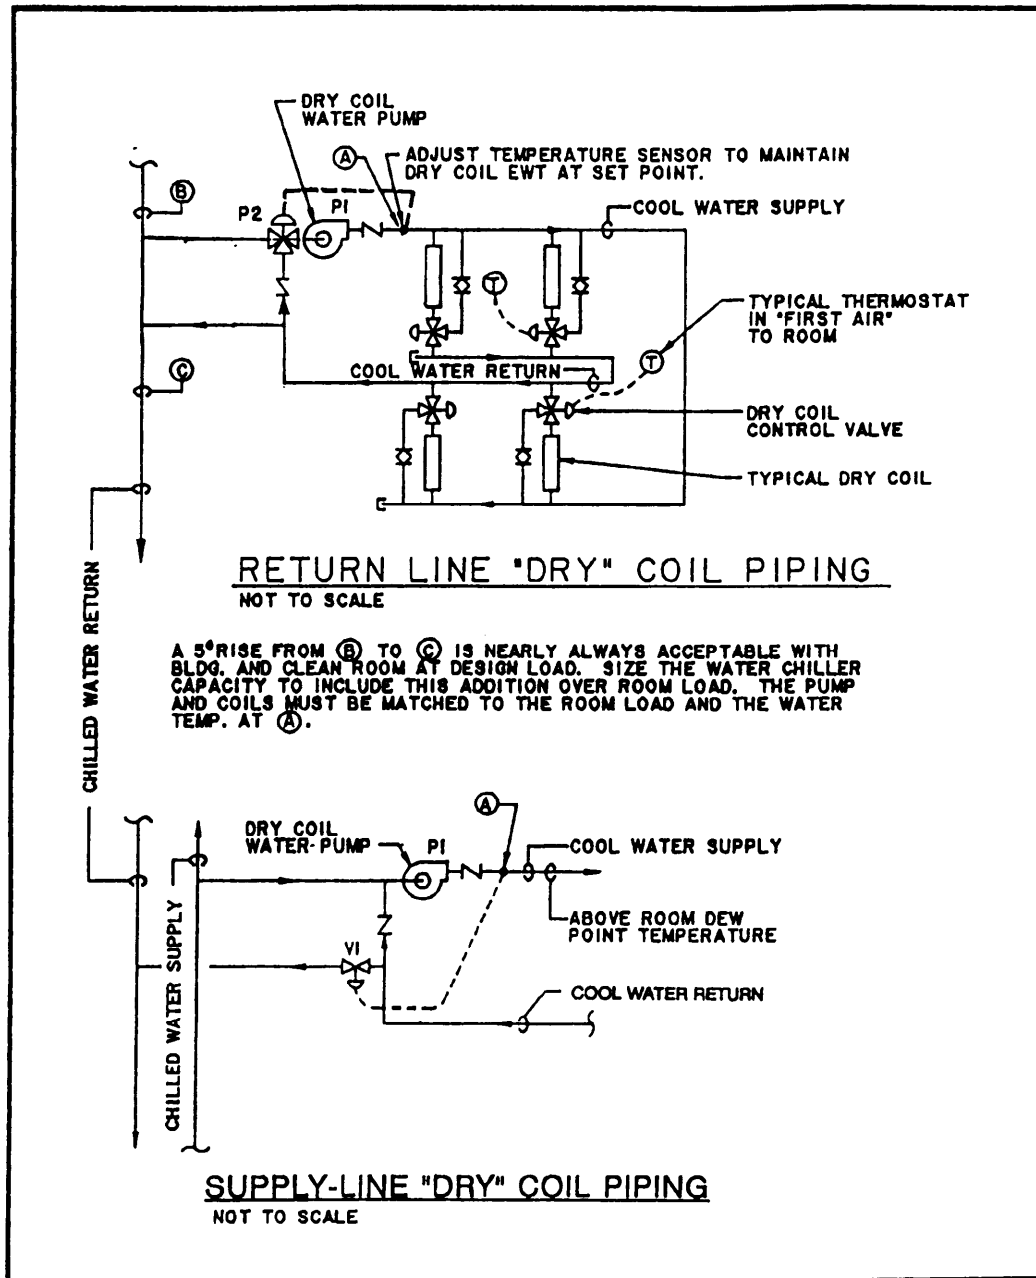 DRY COIL
WATER PUMP
A
ADJUST TEMPERATURE SENSOR TO MAINTAIN
DRY COIL EWT AT SET POINT.
B
P2
P1
COOL WATER SUPPLY
T
TYPICAL THERMOSTAT
IN "FIRST AIR"
TO ROOM
T
C
COOL WATER RETURN
DRY COIL
CONTROL VALVE
TYPICAL DRY COIL
RETURN LINE "DRY" COIL PIPING
NOT TO SCALE
CHILLED WATER RETURN
A 5° RISE FROM B TO C IS NEARLY ALWAYS ACCEPTABLE WITH
BLDG. AND CLEAN ROOM AT DESIGN LOAD. SIZE THE WATER CHILLER
CAPACITY TO INCLUDE THIS ADDITION OVER ROOM LOAD. THE PUMP
AND COILS MUST BE MATCHED TO THE ROOM LOAD AND THE WATER
TEMP. AT A.
A
DRY COIL
WATER-PUMP
P1
COOL WATER SUPPLY
ABOVE ROOM DEW
POINT TEMPERATURE
CHILLED WATER SUPPLY
V1
COOL WATER RETURN
SUPPLY-LINE "DRY" COIL PIPING
NOT TO SCALE